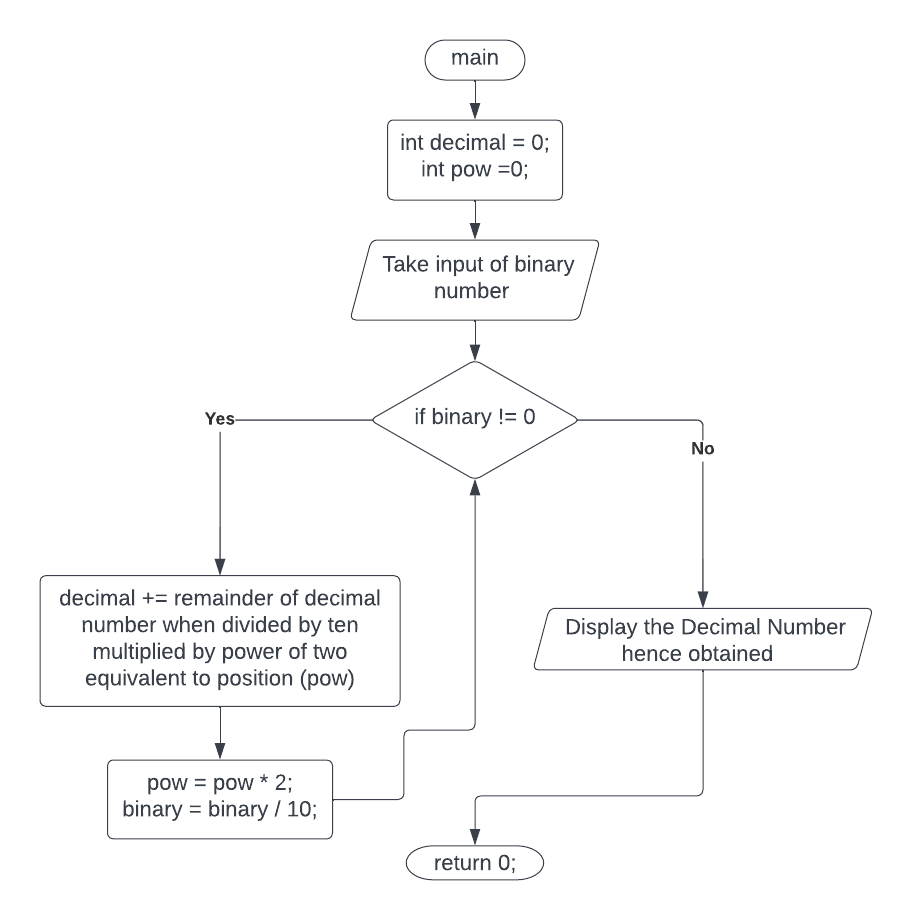 main
int decimal = 0;
int pow =0;
Take input of binary
number
if binary != 0
Yes
No
decimal += remainder of decimal
number when divided by ten
multiplied by power of two
equivalent to position (pow)
Display the Decimal Number
hence obtained
pow = pow * 2;
binary = binary / 10;
return 0;